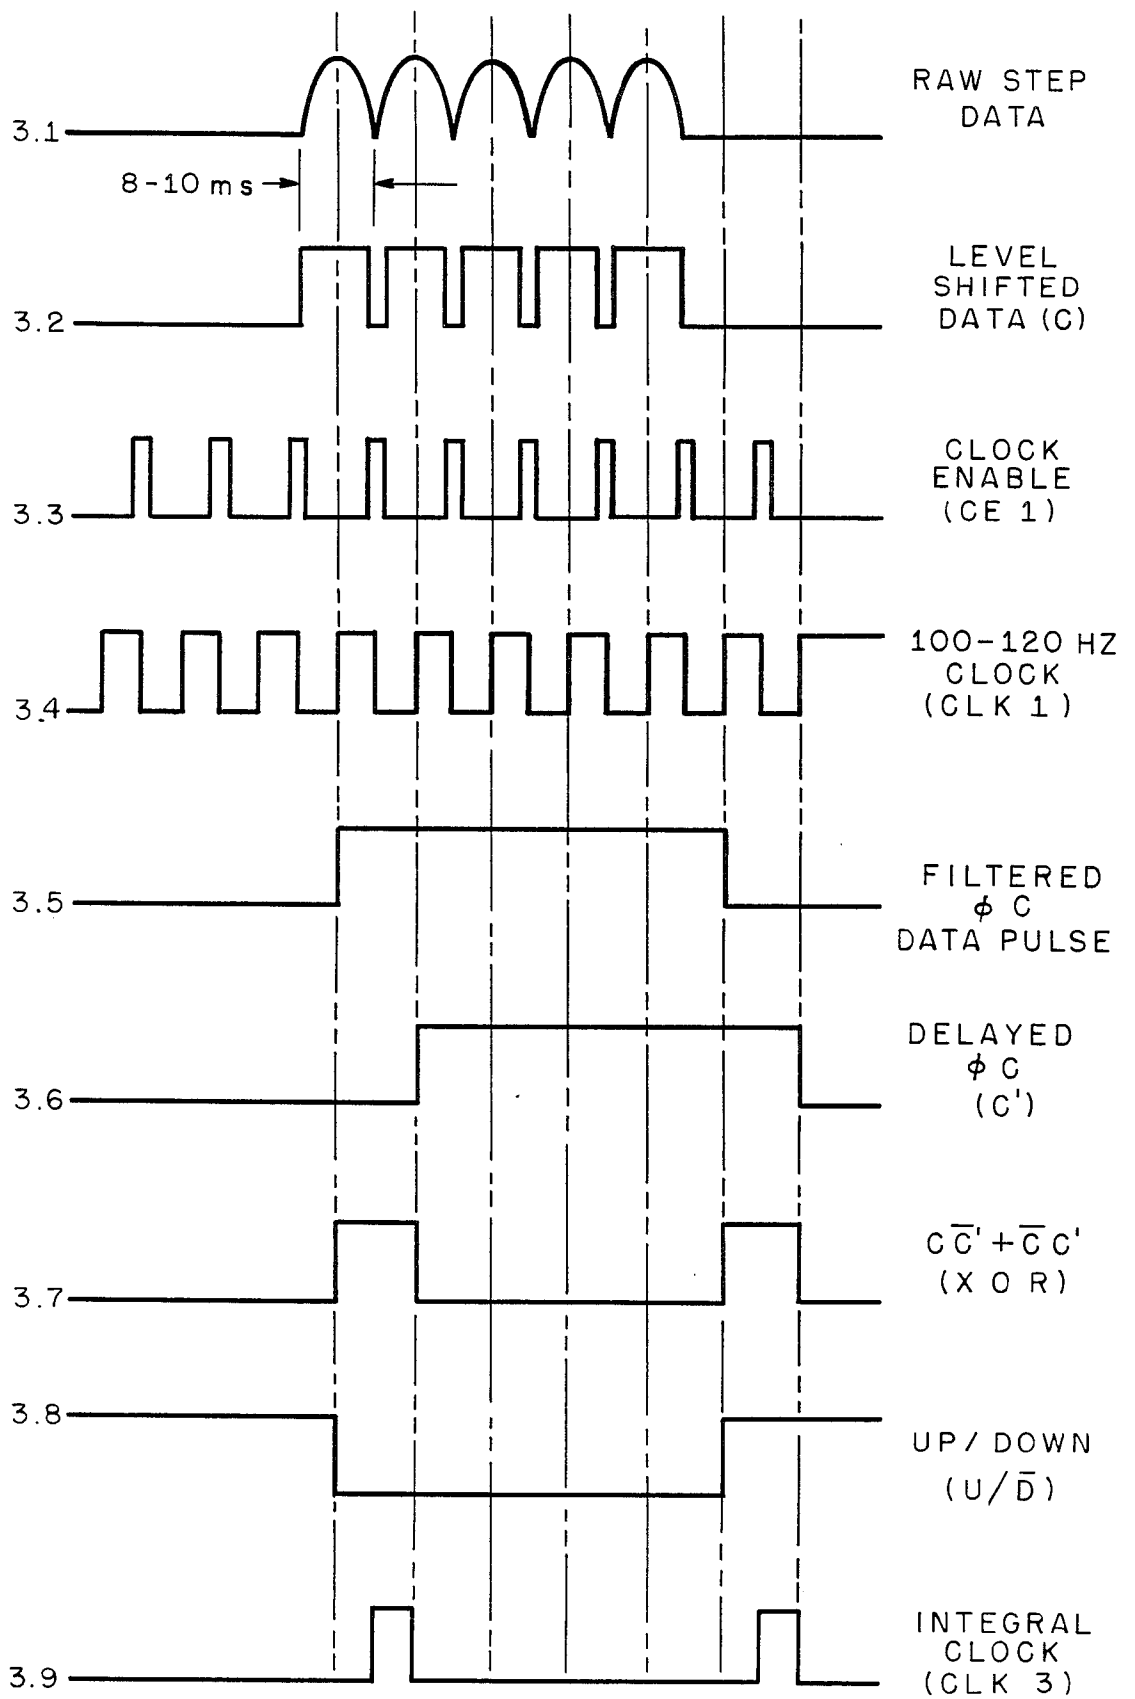 RAW STEP
DATA
3.1
8-10 ms
LEVEL
SHIFTED
DATA (C)
3.2
CLOCK
ENABLE
(CE 1)
3.3
100-120 HZ
CLOCK
(CLK 1)
3.4
3.5
FILTERED
ϕ C
DATA PULSE
DELAYED
ϕ C
(C')
3.6
CC̅'+C̅C'
(XOR)
3.7
3.8
UP/DOWN
(U/D̅)
INTEGRAL
CLOCK
(CLK 3)
3.9